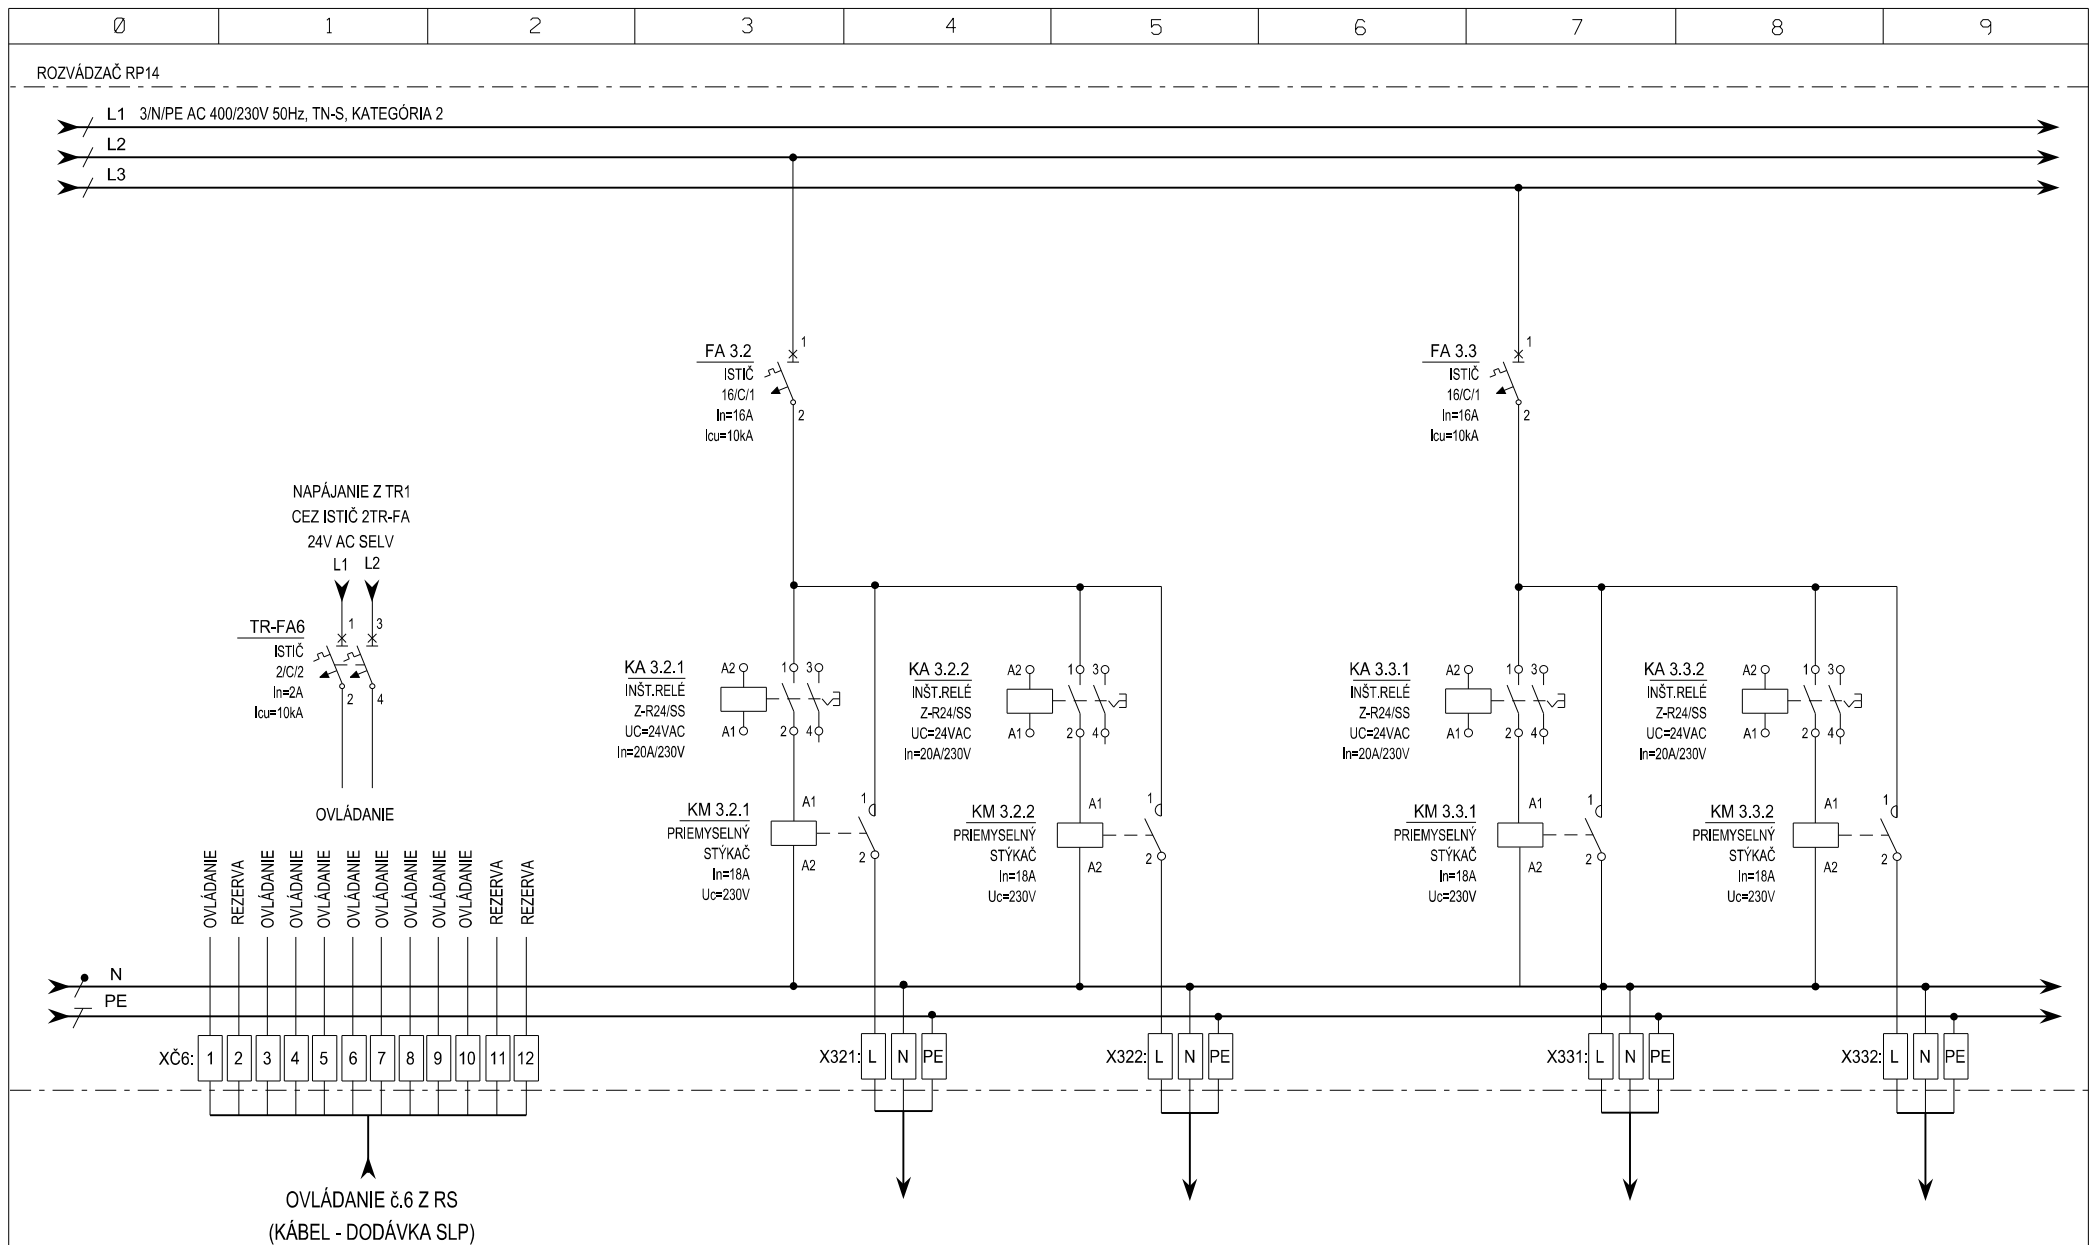 0 1 2 3 4 5 6 7 8 9
ROZVÁDZAČ RP14
L1 3/N/PE AC 400/230V 50Hz, TN-S, KATEGÓRIA 2
L2
L3
FA 3.2
ISTIČ
16/C/1
In=16A
Icu=10kA
1
2
FA 3.3
ISTIČ
16/C/1
In=16A
Icu=10kA
1
2
NAPÁJANIE Z TR1
CEZ ISTIČ 2TR-FA
24V AC SELV
L1 L2
TR-FA6
ISTIČ
2/C/2
In=2A
Icu=10kA
1 3
2 4
OVLÁDANIE
KA 3.2.1
INŠT.RELÉ
Z-R24/SS
UC=24VAC
In=20A/230V
A2 1 3
A1 2 4
KA 3.2.2
INŠT.RELÉ
Z-R24/SS
UC=24VAC
In=20A/230V
A2 1 3
A1 2 4
KA 3.3.1
INŠT.RELÉ
Z-R24/SS
UC=24VAC
In=20A/230V
A2 1 3
A1 2 4
KA 3.3.2
INŠT.RELÉ
Z-R24/SS
UC=24VAC
In=20A/230V
A2 1 3
A1 2 4
KM 3.2.1
PRIEMYSELNÝ
STÝKAČ
In=18A
Uc=230V
A1 1
A2 2
KM 3.2.2
PRIEMYSELNÝ
STÝKAČ
In=18A
Uc=230V
A1 1
A2 2
KM 3.3.1
PRIEMYSELNÝ
STÝKAČ
In=18A
Uc=230V
A1 1
A2 2
KM 3.3.2
PRIEMYSELNÝ
STÝKAČ
In=18A
Uc=230V
A1 1
A2 2
OVLÁDANIE
REZERVA
OVLÁDANIE
OVLÁDANIE
OVLÁDANIE
OVLÁDANIE
OVLÁDANIE
OVLÁDANIE
OVLÁDANIE
OVLÁDANIE
REZERVA
REZERVA
N
PE
XČ6: 1 2 3 4 5 6 7 8 9 10 11 12
X321: L N PE
X322: L N PE
X331: L N PE
X332: L N PE
OVLÁDANIE č.6 Z RS
(KÁBEL - DODÁVKA SLP)